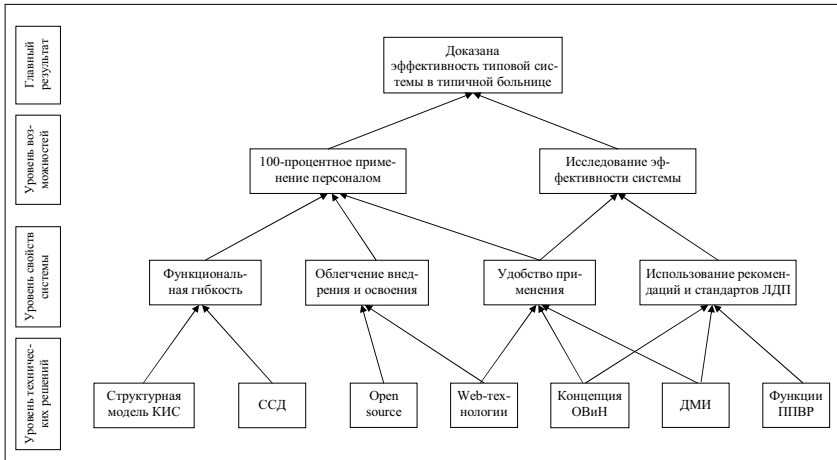 Главный
результат
Доказана
эффективность типовой сис-
темы в типичной больнице
Уровень воз-
можностей
100-процентное приме-
нение персоналом
Исследование эф-
фективности системы
Уровень свойств
системы
Функциональ-
ная гибкость
Облегчение внед-
рения и освоения
Удобство при-
менения
Использование рекомен-
даций и стандартов ЛДП
Уровень техничес-
ких решений
Структурная
модель КИС
ССД
Open
source
Web-тех-
нологии
Концепция
ОВиН
ДМИ
Функции
ППВР